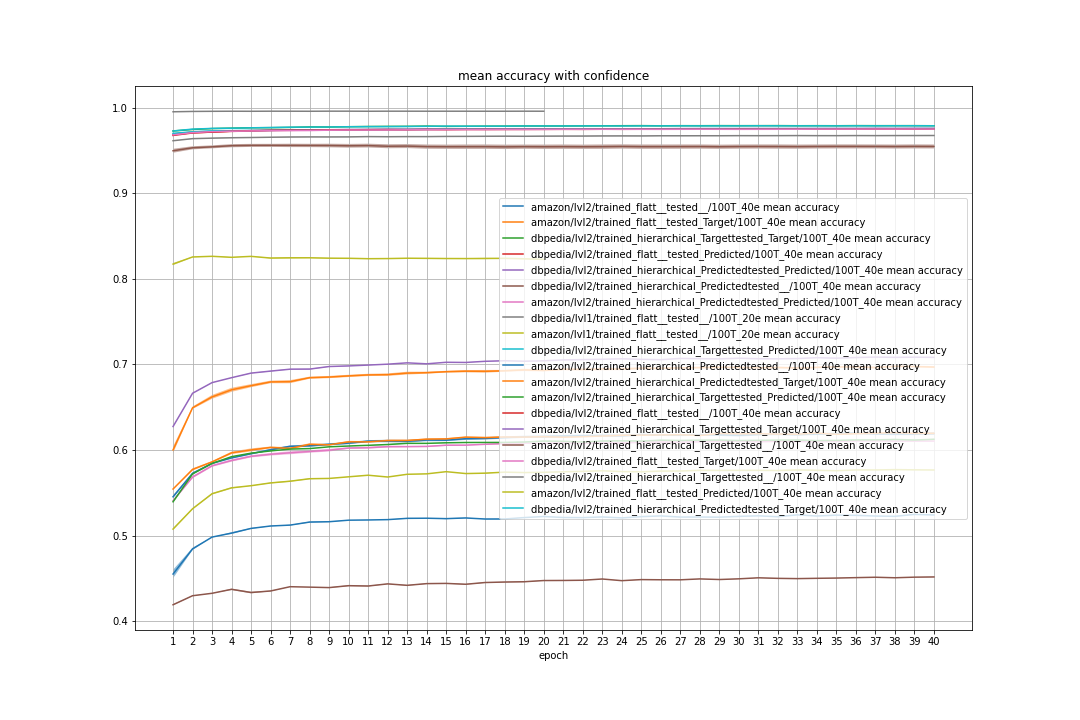 mean accuracy with confidence
1.0
0.9
0.8
0.7
0.6
0.5
0.4
amazon/lvl2/trained_flatt__tested__/100T_40e mean accuracy
amazon/lvl2/trained_flatt__tested_Target/100T_40e mean accuracy
dbpedia/lvl2/trained_hierarchical_Targettested_Target/100T_40e mean accuracy
dbpedia/lvl2/trained_flatt__tested_Predicted/100T_40e mean accuracy
dbpedia/lvl2/trained_hierarchical_Predictedtested_Predicted/100T_40e mean accuracy
dbpedia/lvl2/trained_hierarchical_Predictedtested__/100T_40e mean accuracy
amazon/lvl2/trained_hierarchical_Predictedtested_Predicted/100T_40e mean accuracy
dbpedia/lvl1/trained_flatt__tested__/100T_20e mean accuracy
amazon/lvl1/trained_flatt__tested__/100T_20e mean accuracy
dbpedia/lvl2/trained_hierarchical_Targettested_Predicted/100T_40e mean accuracy
amazon/lvl2/trained_hierarchical_Predictedtested__/100T_40e mean accuracy
amazon/lvl2/trained_hierarchical_Predictedtested_Target/100T_40e mean accuracy
amazon/lvl2/trained_hierarchical_Targettested_Predicted/100T_40e mean accuracy
dbpedia/lvl2/trained_flatt__tested__/100T_40e mean accuracy
amazon/lvl2/trained_hierarchical_Targettested_Target/100T_40e mean accuracy
amazon/lvl2/trained_hierarchical_Targettested__/100T_40e mean accuracy
dbpedia/lvl2/trained_flatt__tested_Target/100T_40e mean accuracy
dbpedia/lvl2/trained_hierarchical_Targettested__/100T_40e mean accuracy
amazon/lvl2/trained_flatt__tested_Predicted/100T_40e mean accuracy
dbpedia/lvl2/trained_hierarchical_Predictedtested_Target/100T_40e mean accuracy
1 2 3 4 5 6 7 8 9 10 11 12 13 14 15 16 17 18 19 20 21 22 23 24 25 26 27 28 29 30 31 32 33 34 35 36 37 38 39 40
epoch